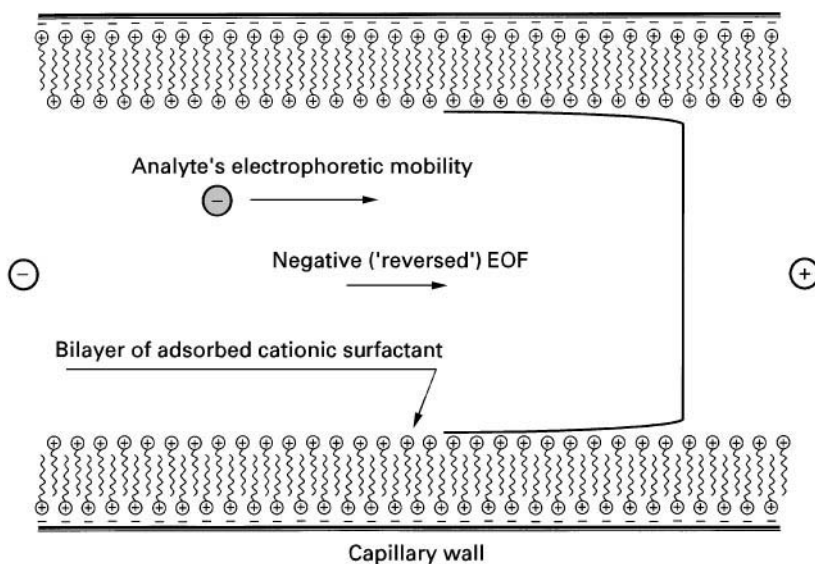 Analyte's electrophoretic mobility
−
Negative ('reversed') EOF
− +
Bilayer of adsorbed cationic surfactant
Capillary wall